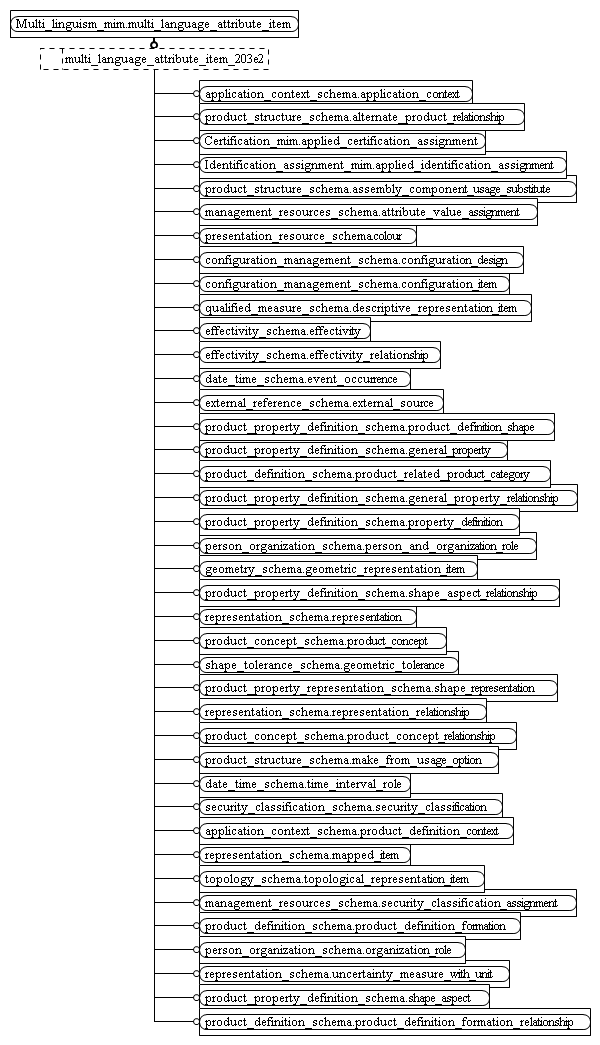 Multi_linguism_mim.multi_language_attribute_item
multi_language_attribute_item_203e2
application_context_schema.application_context
product_structure_schema.alternate_product_relationship
Certification_mim.applied_certification_assignment
Identification_assignment_mim.applied_identification_assignment
product_structure_schema.assembly_component_usage_substitute
management_resources_schema.attribute_value_assignment
presentation_resource_schema.colour
configuration_management_schema.configuration_design
configuration_management_schema.configuration_item
qualified_measure_schema.descriptive_representation_item
effectivity_schema.effectivity
effectivity_schema.effectivity_relationship
date_time_schema.event_occurrence
external_reference_schema.external_source
product_property_definition_schema.product_definition_shape
product_property_definition_schema.general_property
product_definition_schema.product_related_product_category
product_property_definition_schema.general_property_relationship
product_property_definition_schema.property_definition
person_organization_schema.person_and_organization_role
geometry_schema.geometric_representation_item
product_property_definition_schema.shape_aspect_relationship
representation_schema.representation
product_concept_schema.product_concept
shape_tolerance_schema.geometric_tolerance
product_property_representation_schema.shape_representation
representation_schema.representation_relationship
product_concept_schema.product_concept_relationship
product_structure_schema.make_from_usage_option
date_time_schema.time_interval_role
security_classification_schema.security_classification
application_context_schema.product_definition_context
representation_schema.mapped_item
topology_schema.topological_representation_item
management_resources_schema.security_classification_assignment
product_definition_schema.product_definition_formation
person_organization_schema.organization_role
representation_schema.uncertainty_measure_with_unit
product_property_definition_schema.shape_aspect
product_definition_schema.product_definition_formation_relationship